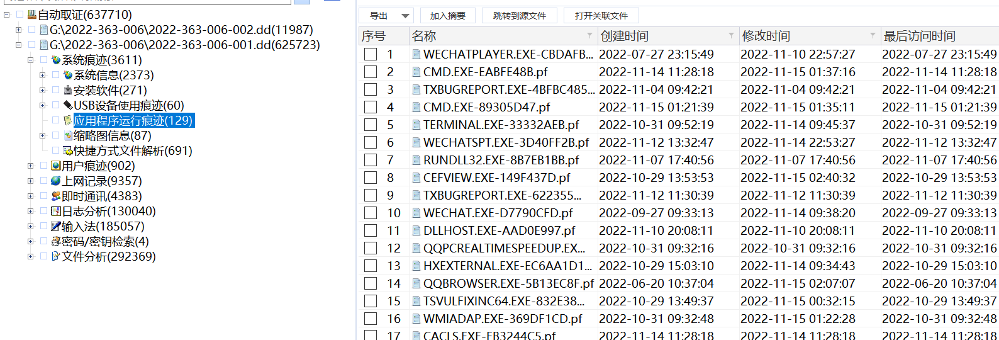 自动取证(637710)
G:\2022-363-006\2022-363-006-002.dd(11987)
G:\2022-363-006\2022-363-006-001.dd(625723)
系统痕迹(3611)
系统信息(2373)
安装软件(271)
USB设备使用痕迹(60)
应用程序运行痕迹(129)
缩略图信息(87)
快捷方式文件解析(691)
用户痕迹(902)
上网记录(9357)
即时通讯(4383)
日志分析(130040)
输入法(185057)
密码/密钥检索(4)
文件分析(292369)
导出 加入摘要 跳转到源文件 打开关联文件
序号 名称 创建时间 修改时间 最后访问时间
1 WECHATPLAYER.EXE-CBDAFB... 2022-07-27 23:15:49 2022-11-10 22:57:27 2022-07-27 23:15:49
2 CMD.EXE-EABFE48B.pf 2022-11-14 11:28:18 2022-11-15 01:37:16 2022-11-14 11:28:18
3 TXBUGREPORT.EXE-4BFBC485... 2022-11-04 09:42:21 2022-11-04 09:42:21 2022-11-04 09:42:21
4 CMD.EXE-89305D47.pf 2022-11-15 01:21:39 2022-11-15 01:35:11 2022-11-15 01:21:39
5 TERMINAL.EXE-33332AEB.pf 2022-10-31 09:52:19 2022-11-14 09:45:37 2022-10-31 09:52:19
6 WECHATSPT.EXE-3D40FF2B.pf 2022-11-12 13:32:47 2022-11-14 22:53:27 2022-11-12 13:32:47
7 RUNDLL32.EXE-8B7EB1BB.pf 2022-11-07 17:40:56 2022-11-07 17:40:56 2022-11-07 17:40:56
8 CEFVIEW.EXE-149F437D.pf 2022-10-29 13:53:53 2022-11-15 02:40:32 2022-10-29 13:53:53
9 TXBUGREPORT.EXE-622355... 2022-11-12 11:30:39 2022-11-12 11:30:39 2022-11-12 11:30:39
10 WECHAT.EXE-D7790CFD.pf 2022-09-27 09:33:13 2022-11-14 09:38:20 2022-09-27 09:33:13
11 DLLHOST.EXE-AAD0E997.pf 2022-11-10 20:08:11 2022-11-10 20:08:11 2022-11-10 20:08:11
12 QQPCREALTIMESPEEDUP.EX... 2022-10-31 09:32:16 2022-10-31 09:32:16 2022-10-31 09:32:16
13 HXEXTERNAL.EXE-EC6AA1D1... 2022-10-29 15:03:10 2022-11-14 09:34:43 2022-10-29 15:03:10
14 QQBROWSER.EXE-5B13EC8F.pf 2022-06-20 10:37:04 2022-11-15 02:07:07 2022-06-20 10:37:04
15 TSVULFIXINC64.EXE-832E38... 2022-10-29 13:49:37 2022-11-15 00:32:15 2022-10-29 13:49:37
16 WMIADAP.EXE-369DF1CD.pf 2022-10-31 09:32:48 2022-11-15 01:22:28 2022-10-31 09:32:48
17 CACLS.EXE-EB3244C5.pf 2022-11-14 11:28:18 2022-11-14 11:28:18 2022-11-14 11:28:18